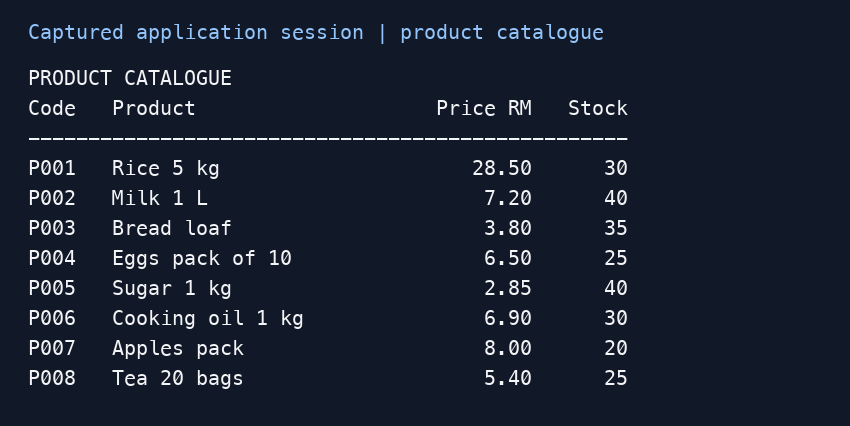 Captured application session | product catalogue
PRODUCT CATALOGUE
Code   Product                    Price RM   Stock
--------------------------------------------------
P001   Rice 5 kg                     28.50      30
P002   Milk 1 L                       7.20      40
P003   Bread loaf                     3.80      35
P004   Eggs pack of 10                6.50      25
P005   Sugar 1 kg                     2.85      40
P006   Cooking oil 1 kg               6.90      30
P007   Apples pack                    8.00      20
P008   Tea 20 bags                    5.40      25